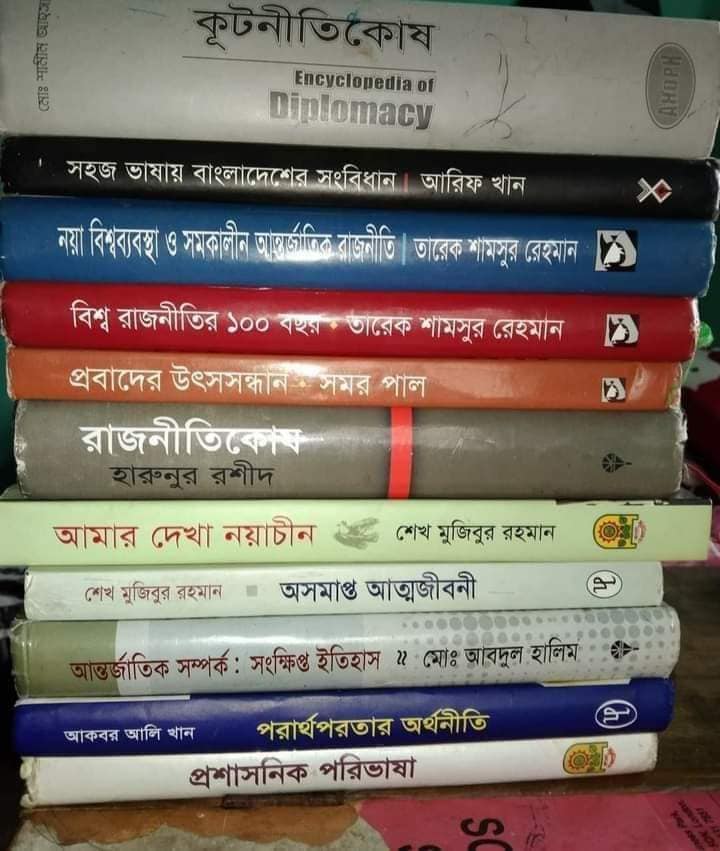 মোঃ শামীম আহসান
কূটনীতিকোষ
Encyclopedia of
Diplomacy
AHDPH
সহজ ভাষায় বাংলাদেশের সংবিধান | আরিফ খান
নয়া বিশ্বব্যবস্থা ও সমকালীন আন্তর্জাতিক রাজনীতি | তারেক শামসুর রেহমান
বিশ্ব রাজনীতির ১০০ বছর • তারেক শামসুর রেহমান
প্রবাদের উৎসসন্ধান • সমর পাল
রাজনীতিকোষ
হারুনুর রশীদ
আমার দেখা নয়াচীন শেখ মুজিবুর রহমান
শেখ মুজিবুর রহমান ■ অসমাপ্ত আত্মজীবনী
আন্তর্জাতিক সম্পর্ক : সংক্ষিপ্ত ইতিহাস মোঃ আবদুল হালিম
আকবর আলি খান পরার্থপরতার অর্থনীতি
প্রশাসনিক পরিভাষা